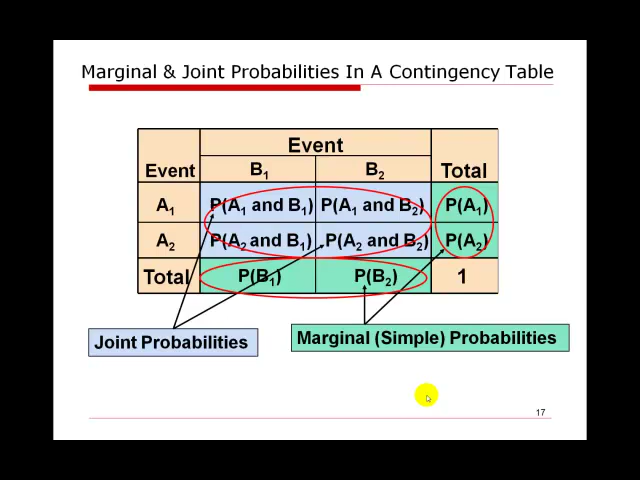 Marginal & Joint Probabilities In A Contingency Table
Event
Event B₁ B₂ Total
A₁ P(A₁ and B₁) P(A₁ and B₂) P(A₁)
A₂ P(A₂ and B₁) P(A₂ and B₂) P(A₂)
Total P(B₁) P(B₂) 1
Joint Probabilities
Marginal (Simple) Probabilities
17